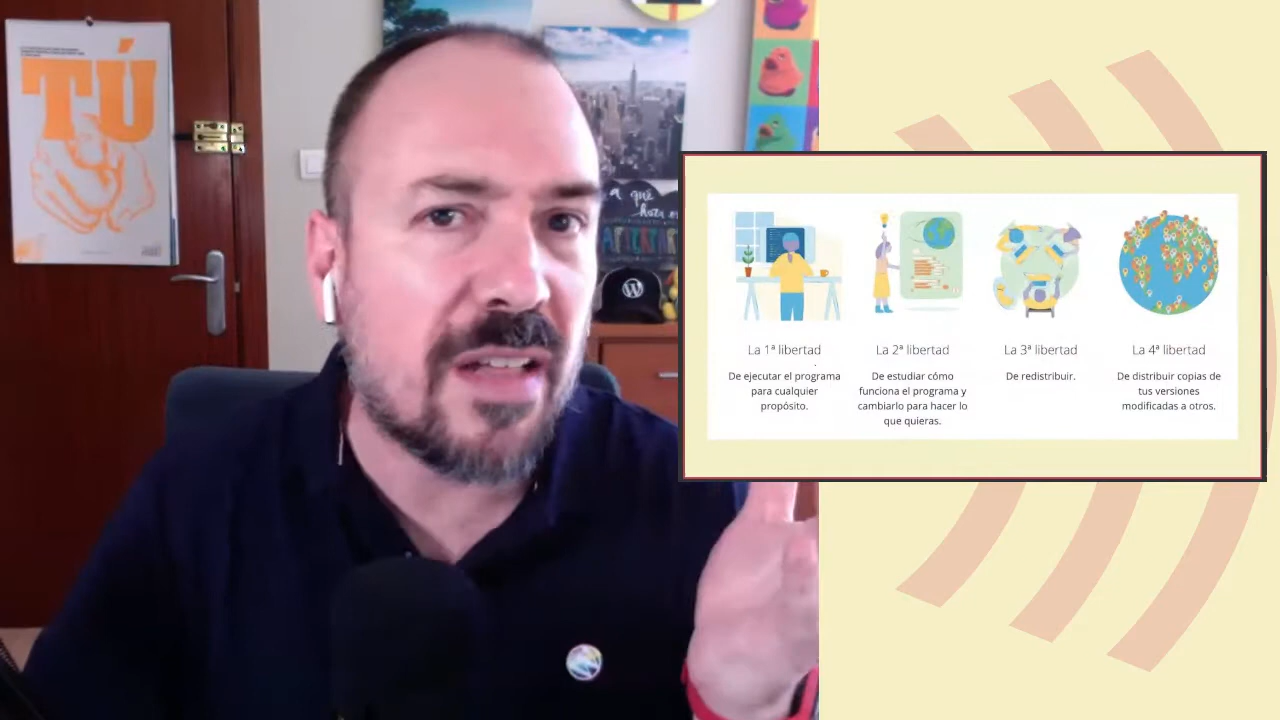 TÚ
a qué
La 1ª libertad
De ejecutar el programa
para cualquier
propósito.
La 2ª libertad
De estudiar cómo
funciona el programa y
cambiarlo para hacer lo
que quieras.
La 3ª libertad
De redistribuir.
La 4ª libertad
De distribuir copias de
tus versiones
modificadas a otros.